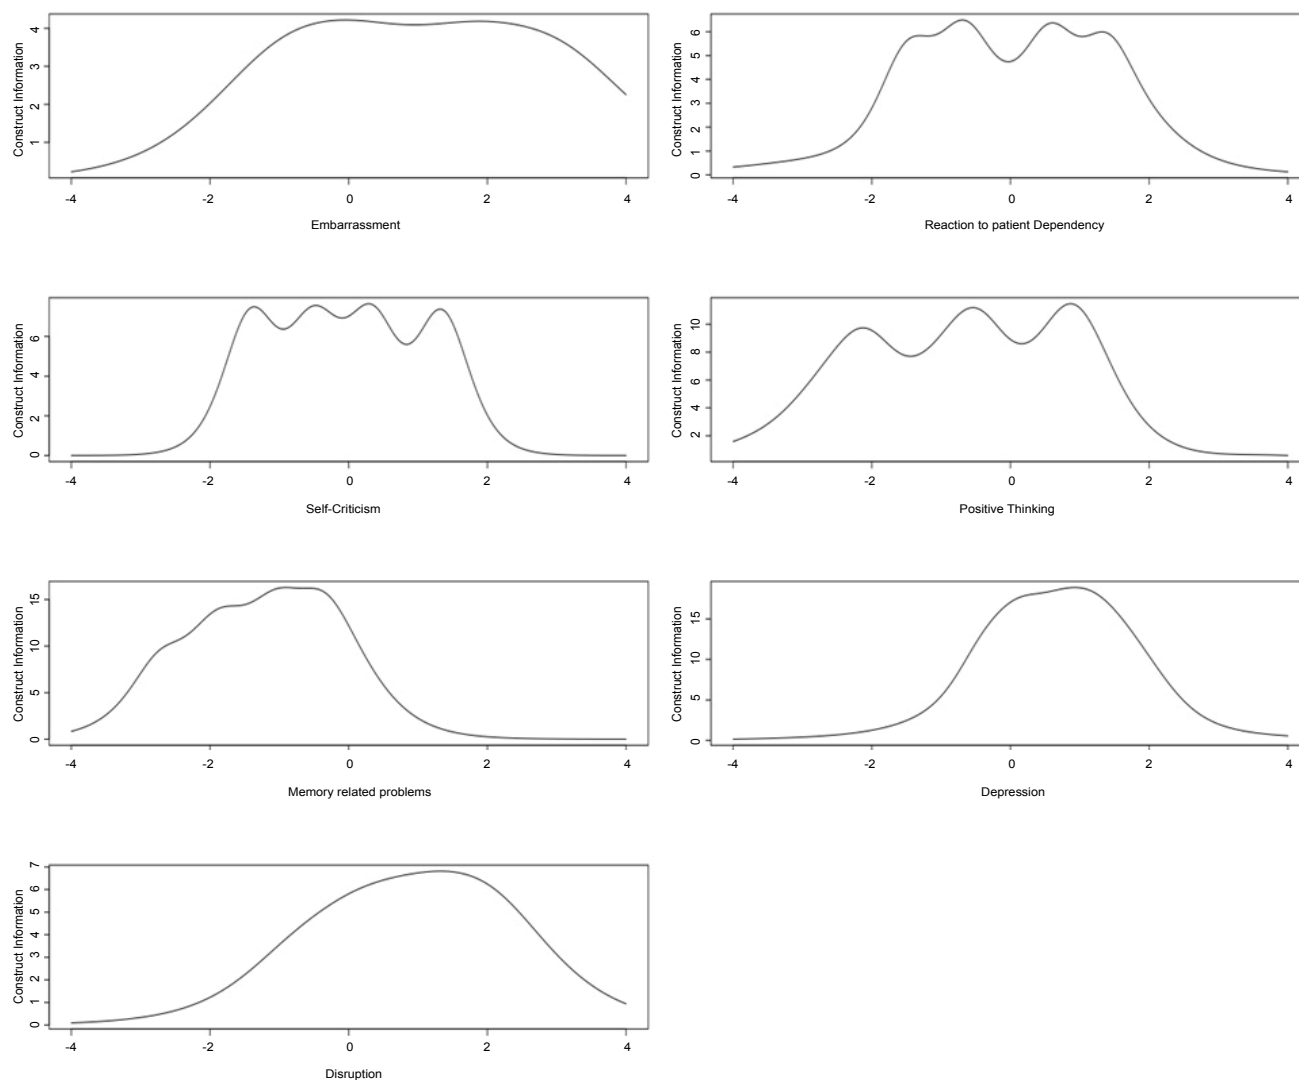 Construct Information
4
3
2
1
-4 -2 0 2 4
Embarrassment
Construct Information
6
5
4
3
2
1
0
-4 -2 0 2 4
Reaction to patient Dependency
Construct Information
6
4
2
0
-4 -2 0 2 4
Self-Criticism
Construct Information
10
8
6
4
2
-4 -2 0 2 4
Positive Thinking
Construct Information
15
10
5
0
-4 -2 0 2 4
Memory related problems
Construct Information
15
10
5
0
-4 -2 0 2 4
Depression
Construct Information
7
6
5
4
3
2
1
0
-4 -2 0 2 4
Disruption